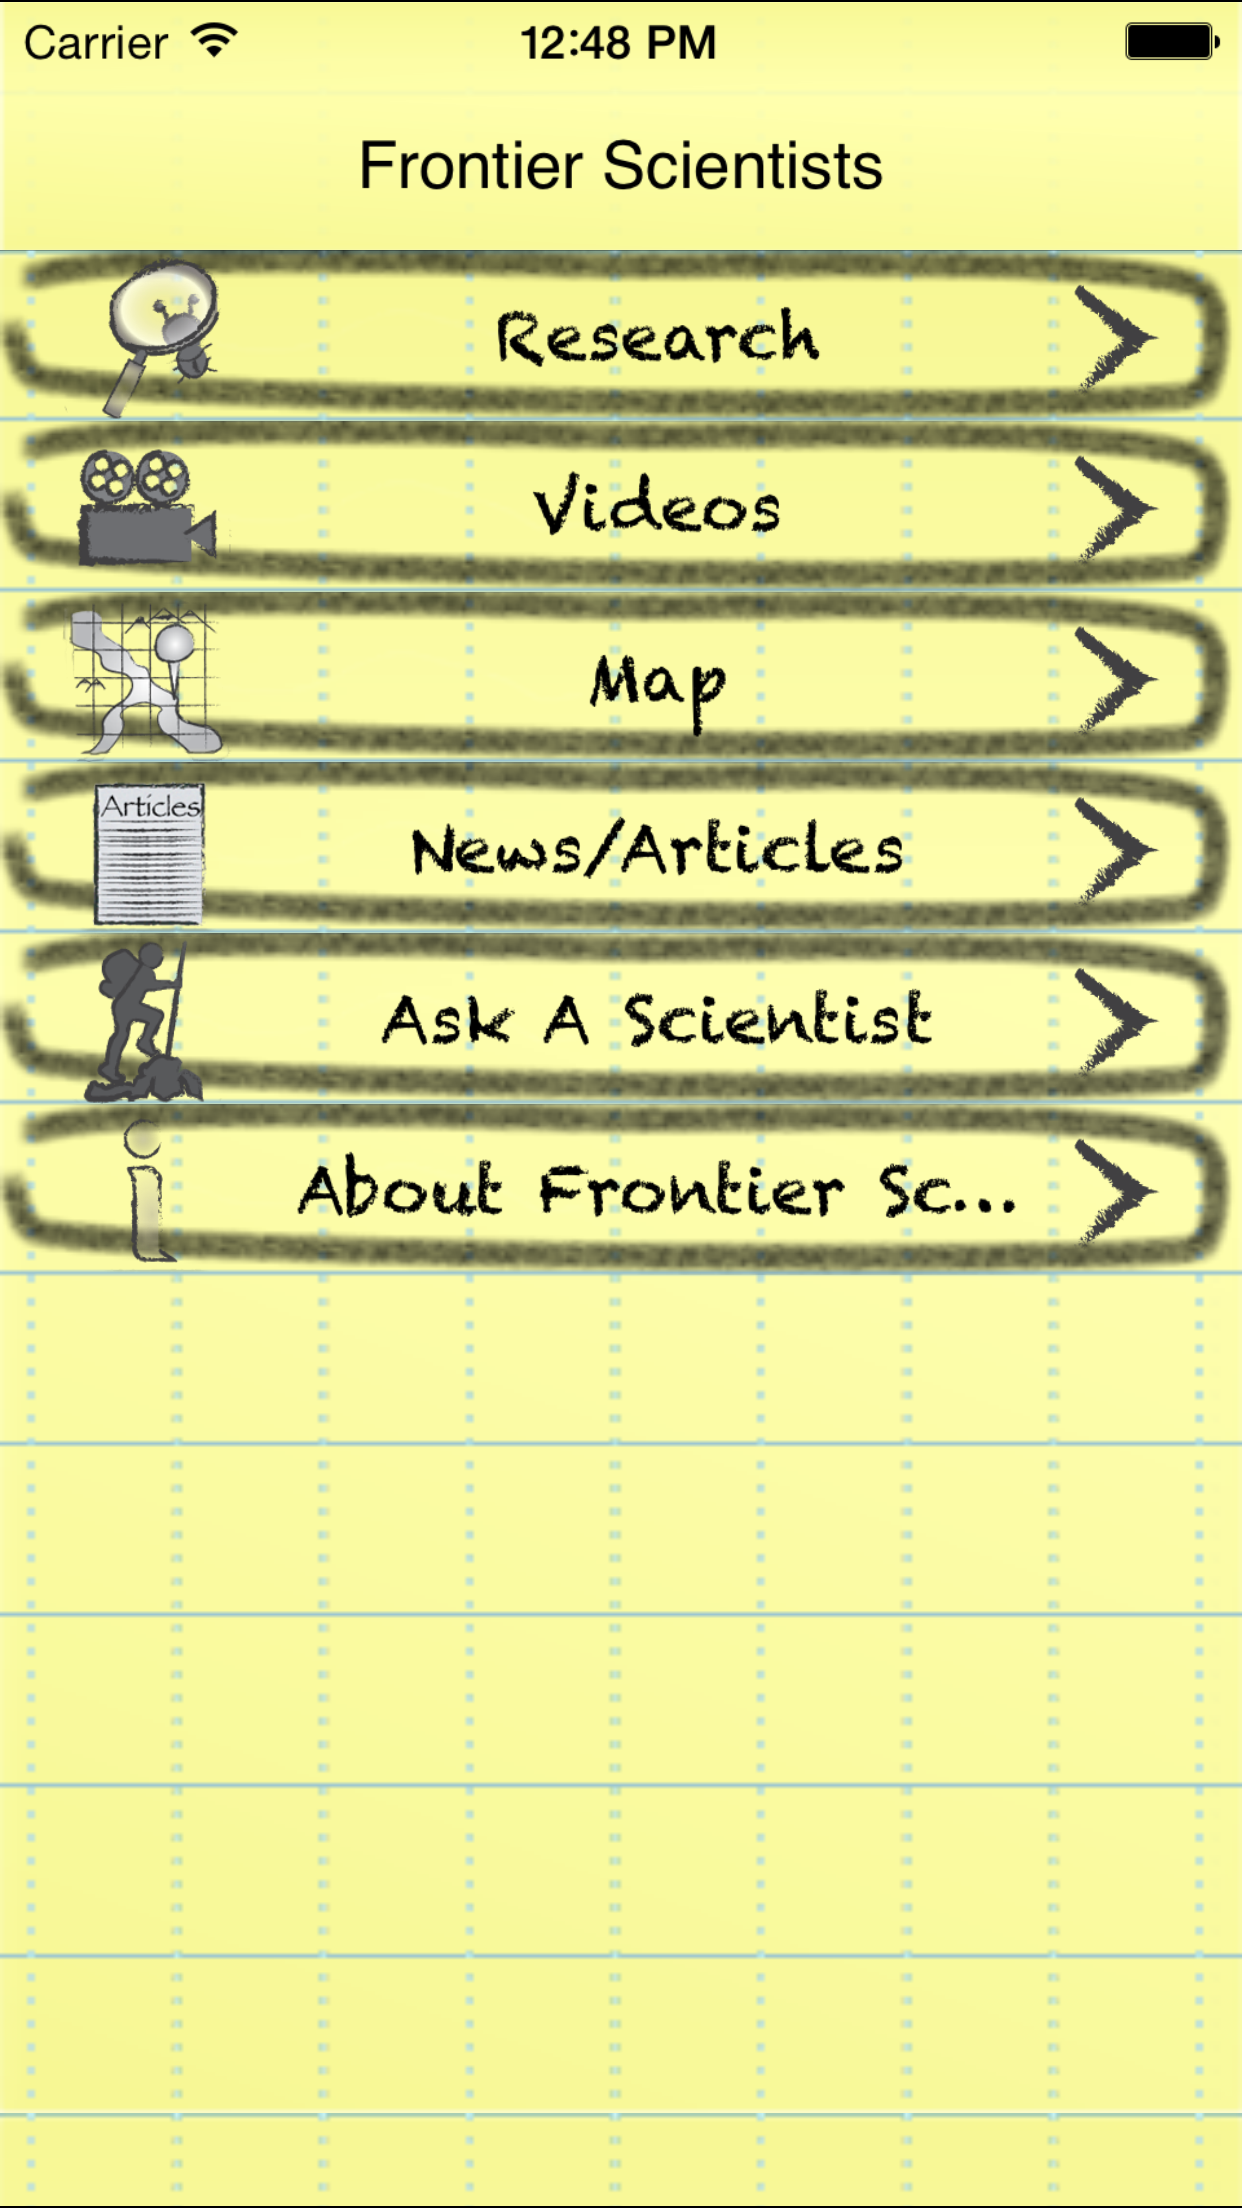 Carrier 12:48 PM
Frontier Scientists
Research
Videos
Map
Articles
News/Articles
Ask A Scientist
About Frontier Sc...